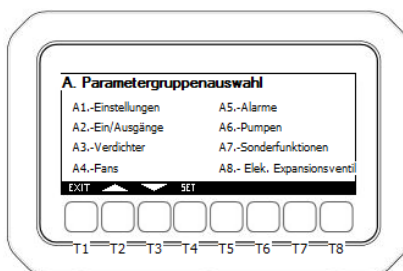 A. Parametergruppenauswahl
A1.-Einstellungen
A2.-Ein/Ausgänge
A3.-Verdichter
A4.-Fans
A5.-Alarme
A6.-Pumpen
A7.-Sonderfunktionen
A8.- Elek. Expansionsventil
EXIT SET
T1 T2 T3 T4 T5 T6 T7 T8